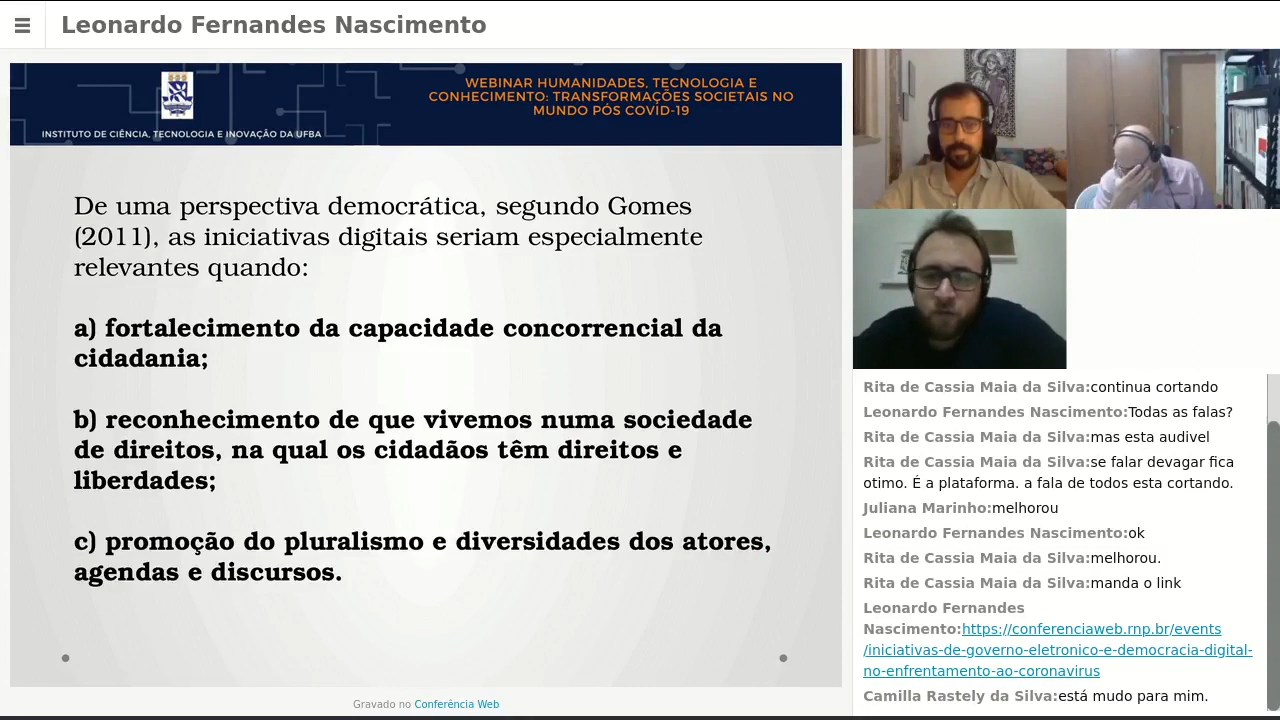 Leonardo Fernandes Nascimento
INSTITUTO DE CIÊNCIA, TECNOLOGIA E INOVAÇÃO DA UFBA
WEBINAR HUMANIDADES, TECNOLOGIA E
CONHECIMENTO: TRANSFORMAÇÕES SOCIETAIS NO
MUNDO PÓS COVID-19
De uma perspectiva democrática, segundo Gomes
(2011), as iniciativas digitais seriam especialmente
relevantes quando:
a) fortalecimento da capacidade concorrencial da
cidadania;
b) reconhecimento de que vivemos numa sociedade
de direitos, na qual os cidadãos têm direitos e
liberdades;
c) promoção do pluralismo e diversidades dos atores,
agendas e discursos.
Gravado no Conferência Web
Rita de Cassia Maia da Silva:continua cortando
Leonardo Fernandes Nascimento:Todas as falas?
Rita de Cassia Maia da Silva:mas esta audivel
Rita de Cassia Maia da Silva:se falar devagar fica
otimo. É a plataforma. a fala de todos esta cortando.
Juliana Marinho:melhorou
Leonardo Fernandes Nascimento:ok
Rita de Cassia Maia da Silva:melhorou.
Rita de Cassia Maia da Silva:manda o link
Leonardo Fernandes
Nascimento:https://conferenciaweb.rnp.br/events
/iniciativas-de-governo-eletronico-e-democracia-digital-
no-enfrentamento-ao-coronavirus
Camilla Rastely da Silva:está mudo para mim.